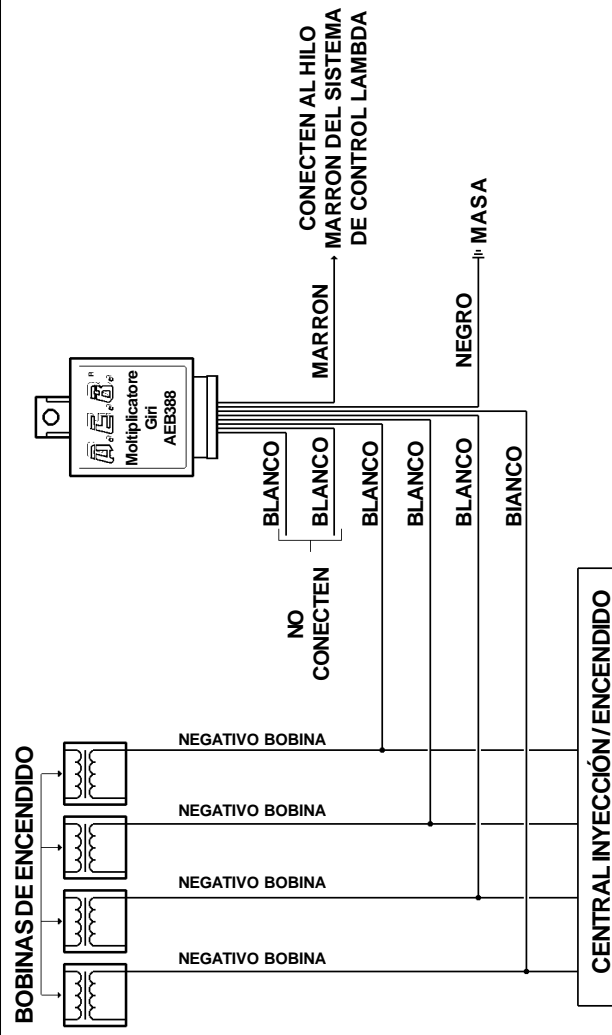 BOBINAS DE ENCENDIDO
NEGATIVO BOBINA
NEGATIVO BOBINA
NEGATIVO BOBINA
NEGATIVO BOBINA
CENTRAL INYECCIÓN / ENCENDIDO
A.E.B.®
Moltiplicatore
Giri
AEB388
NO
CONECTEN
BLANCO
BLANCO
BLANCO
BLANCO
BLANCO
BIANCO
MARRON
CONECTEN AL HILO
MARRON DEL SISTEMA
DE CONTROL LAMBDA
NEGRO
MASA